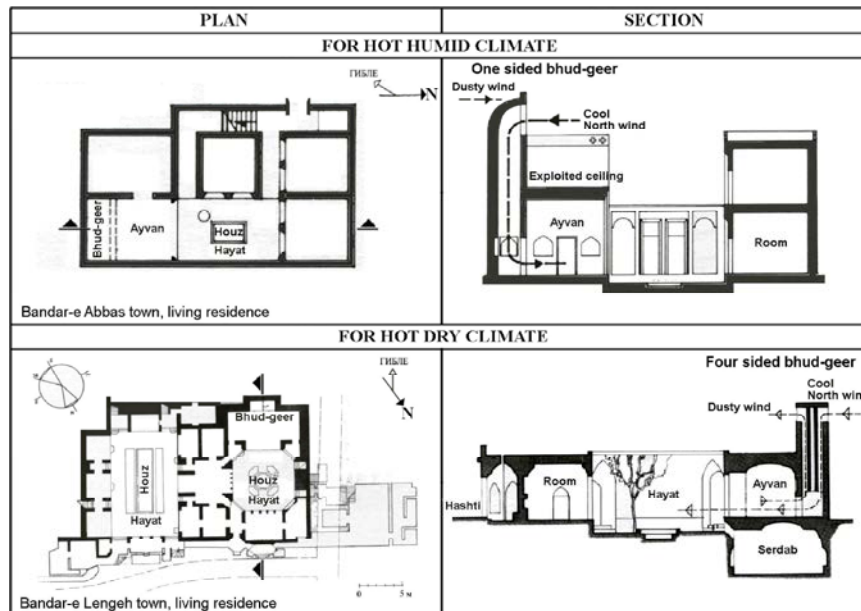 PLAN
SECTION
FOR HOT HUMID CLIMATE
ГИБЛЕ
N
Bhud-geer
Ayvan
Houz
Hayat
Bandar-e Abbas town, living residence
One sided bhud-geer
Dusty wind
Cool
North wind
Exploited ceiling
Ayvan
Room
FOR HOT DRY CLIMATE
ГИБЛЕ
N
Bhud-geer
Houz
Hayat
Houz
Hayat
0 5 м
Bandar-e Lengeh town, living residence
Four sided bhud-geer
Cool
Dusty wind
North win
Hashti
Room
Hayat
Ayvan
Serdab